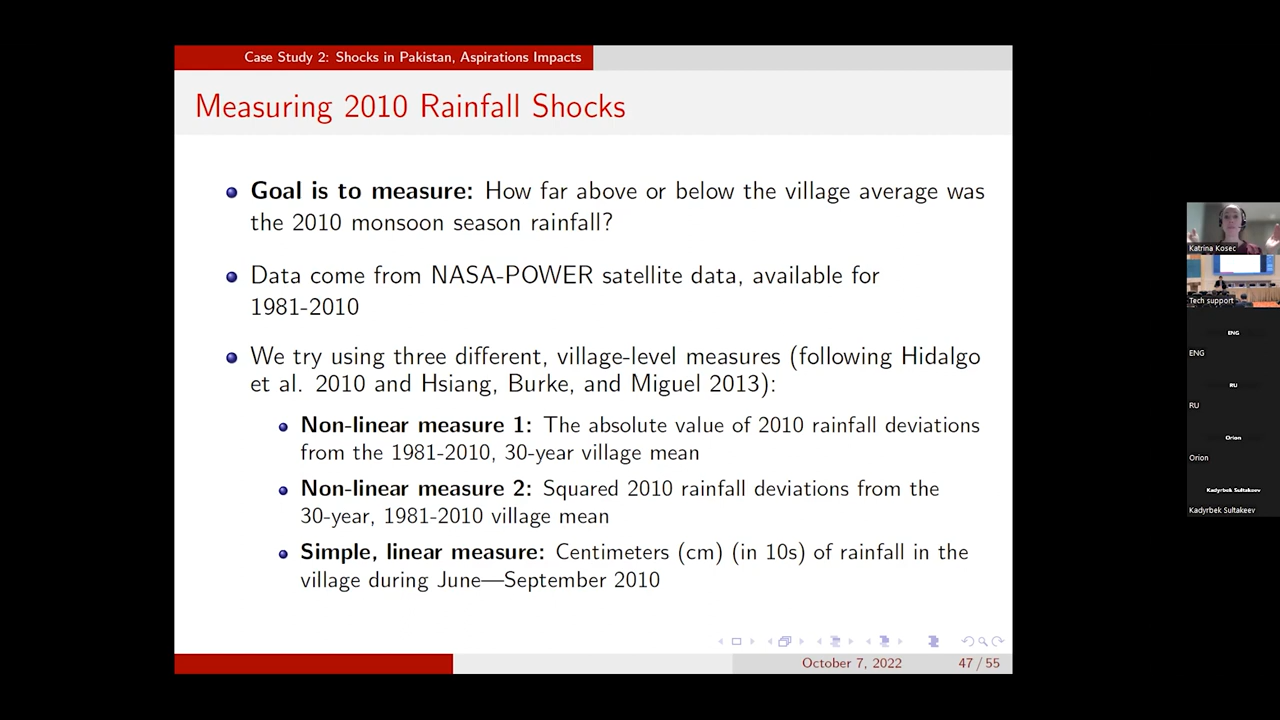 Case Study 2: Shocks in Pakistan, Aspirations Impacts
Measuring 2010 Rainfall Shocks
Goal is to measure: How far above or below the village average was
the 2010 monsoon season rainfall?
Data come from NASA-POWER satellite data, available for
1981-2010
We try using three different, village-level measures (following Hidalgo
et al. 2010 and Hsiang, Burke, and Miguel 2013):
Non-linear measure 1: The absolute value of 2010 rainfall deviations
from the 1981-2010, 30-year village mean
Non-linear measure 2: Squared 2010 rainfall deviations from the
30-year, 1981-2010 village mean
Simple, linear measure: Centimeters (cm) (in 10s) of rainfall in the
village during June—September 2010
October 7, 2022
47 / 55
Katrina Kosec
Tech support
ENG
ENG
RU
RU
Orion
Orion
Kadyrbek Sultakeev
Kadyrbek Sultakeev